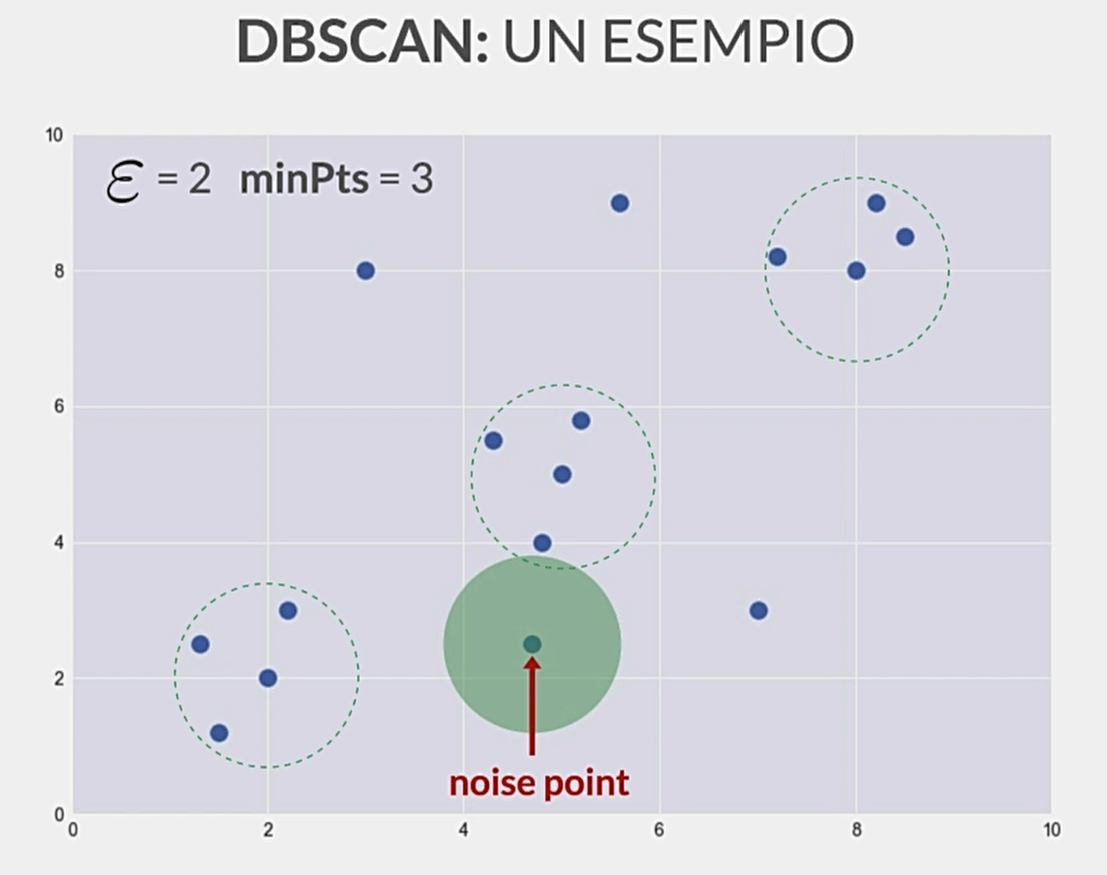 DBSCAN: UN ESEMPIO
ℰ = 2 minPts = 3
10
8
6
4
2
0
noise point
0 2 4 6 8 10